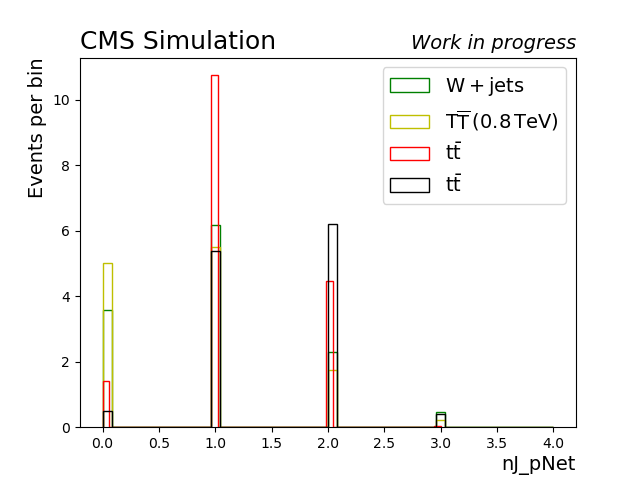 CMS Simulation
Work in progress
Events per bin
10
8
6
4
2
0
W + jets
TT̅ (0.8 TeV)
tt̄
tt̄
0.0 0.5 1.0 1.5 2.0 2.5 3.0 3.5 4.0
nJ_pNet